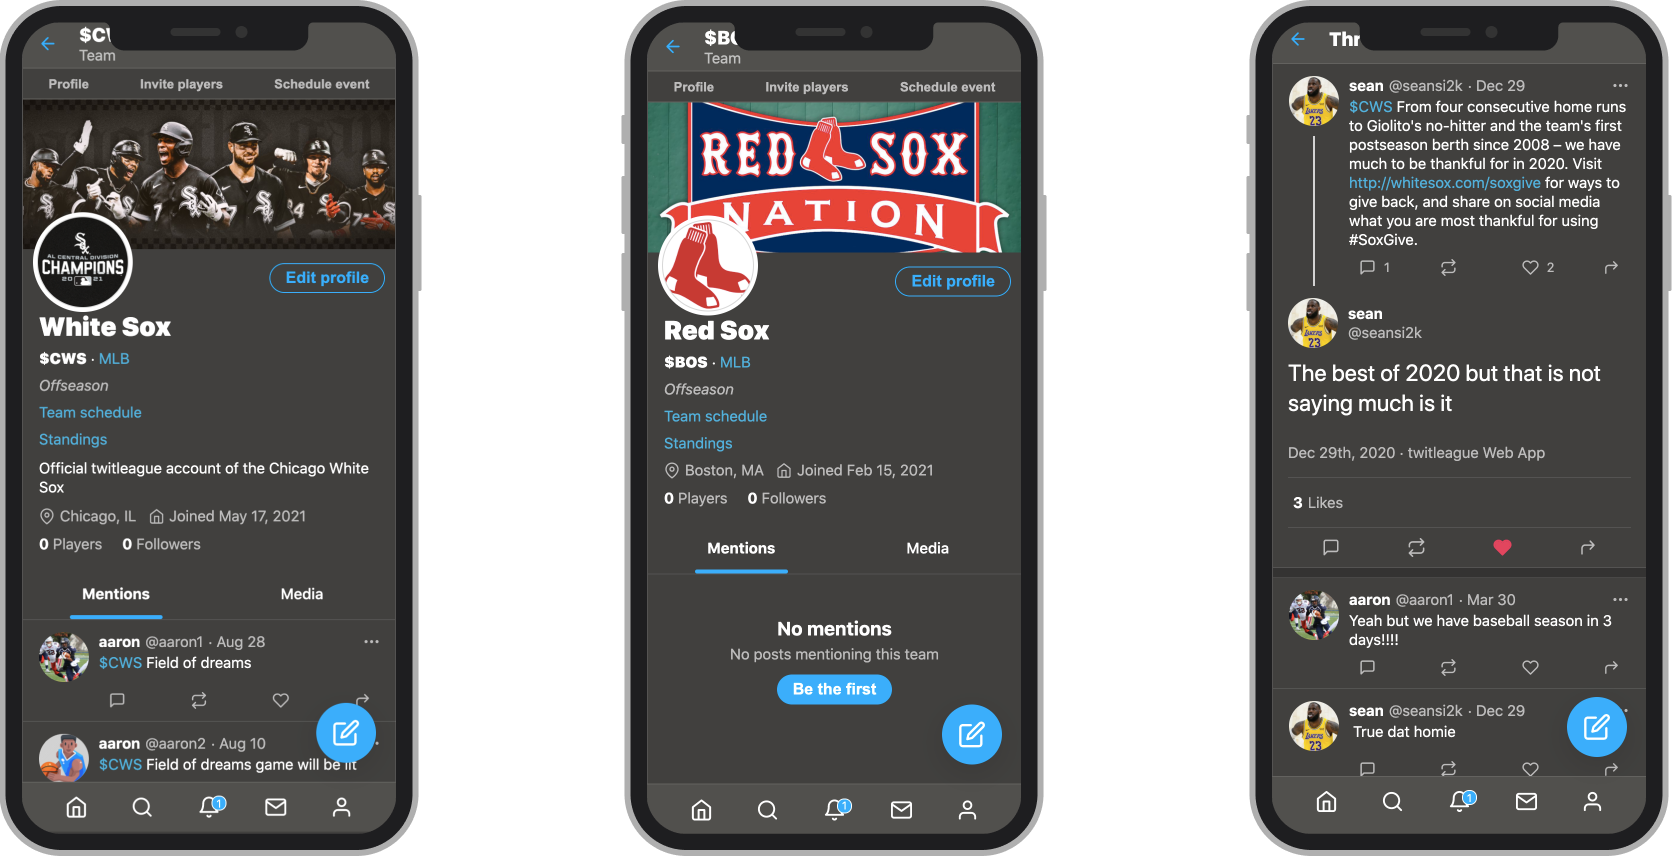 $CW
Team
Profile Invite players Schedule event
AL CENTRAL DIVISION
CHAMPIONS
20 21
Edit profile
White Sox
$CWS · MLB
Offseason
Team schedule
Standings
Official twitleague account of the Chicago White
Sox
Chicago, IL Joined May 17, 2021
0 Players 0 Followers
Mentions Media
aaron @aaron1 · Aug 28 ···
$CWS Field of dreams
aaron @aaron2 · Aug 10
$CWS Field of dreams game will be lit
1
$BO
Team
Profile Invite players Schedule event
RED SOX
NATION
Edit profile
Red Sox
$BOS · MLB
Offseason
Team schedule
Standings
Boston, MA Joined Feb 15, 2021
0 Players 0 Followers
Mentions Media
No mentions
No posts mentioning this team
Be the first
1
Thr
sean @seansi2k · Dec 29 ···
$CWS From four consecutive home runs
to Giolito's no-hitter and the team's first
postseason berth since 2008 – we have
much to be thankful for in 2020. Visit
http://whitesox.com/soxgive for ways to
give back, and share on social media
what you are most thankful for using
#SoxGive.
1 2
sean
@seansi2k
The best of 2020 but that is not
saying much is it
Dec 29th, 2020 · twitleague Web App
3 Likes
aaron @aaron1 · Mar 30 ···
Yeah but we have baseball season in 3
days!!!!
sean @seansi2k · Dec 29
True dat homie
1